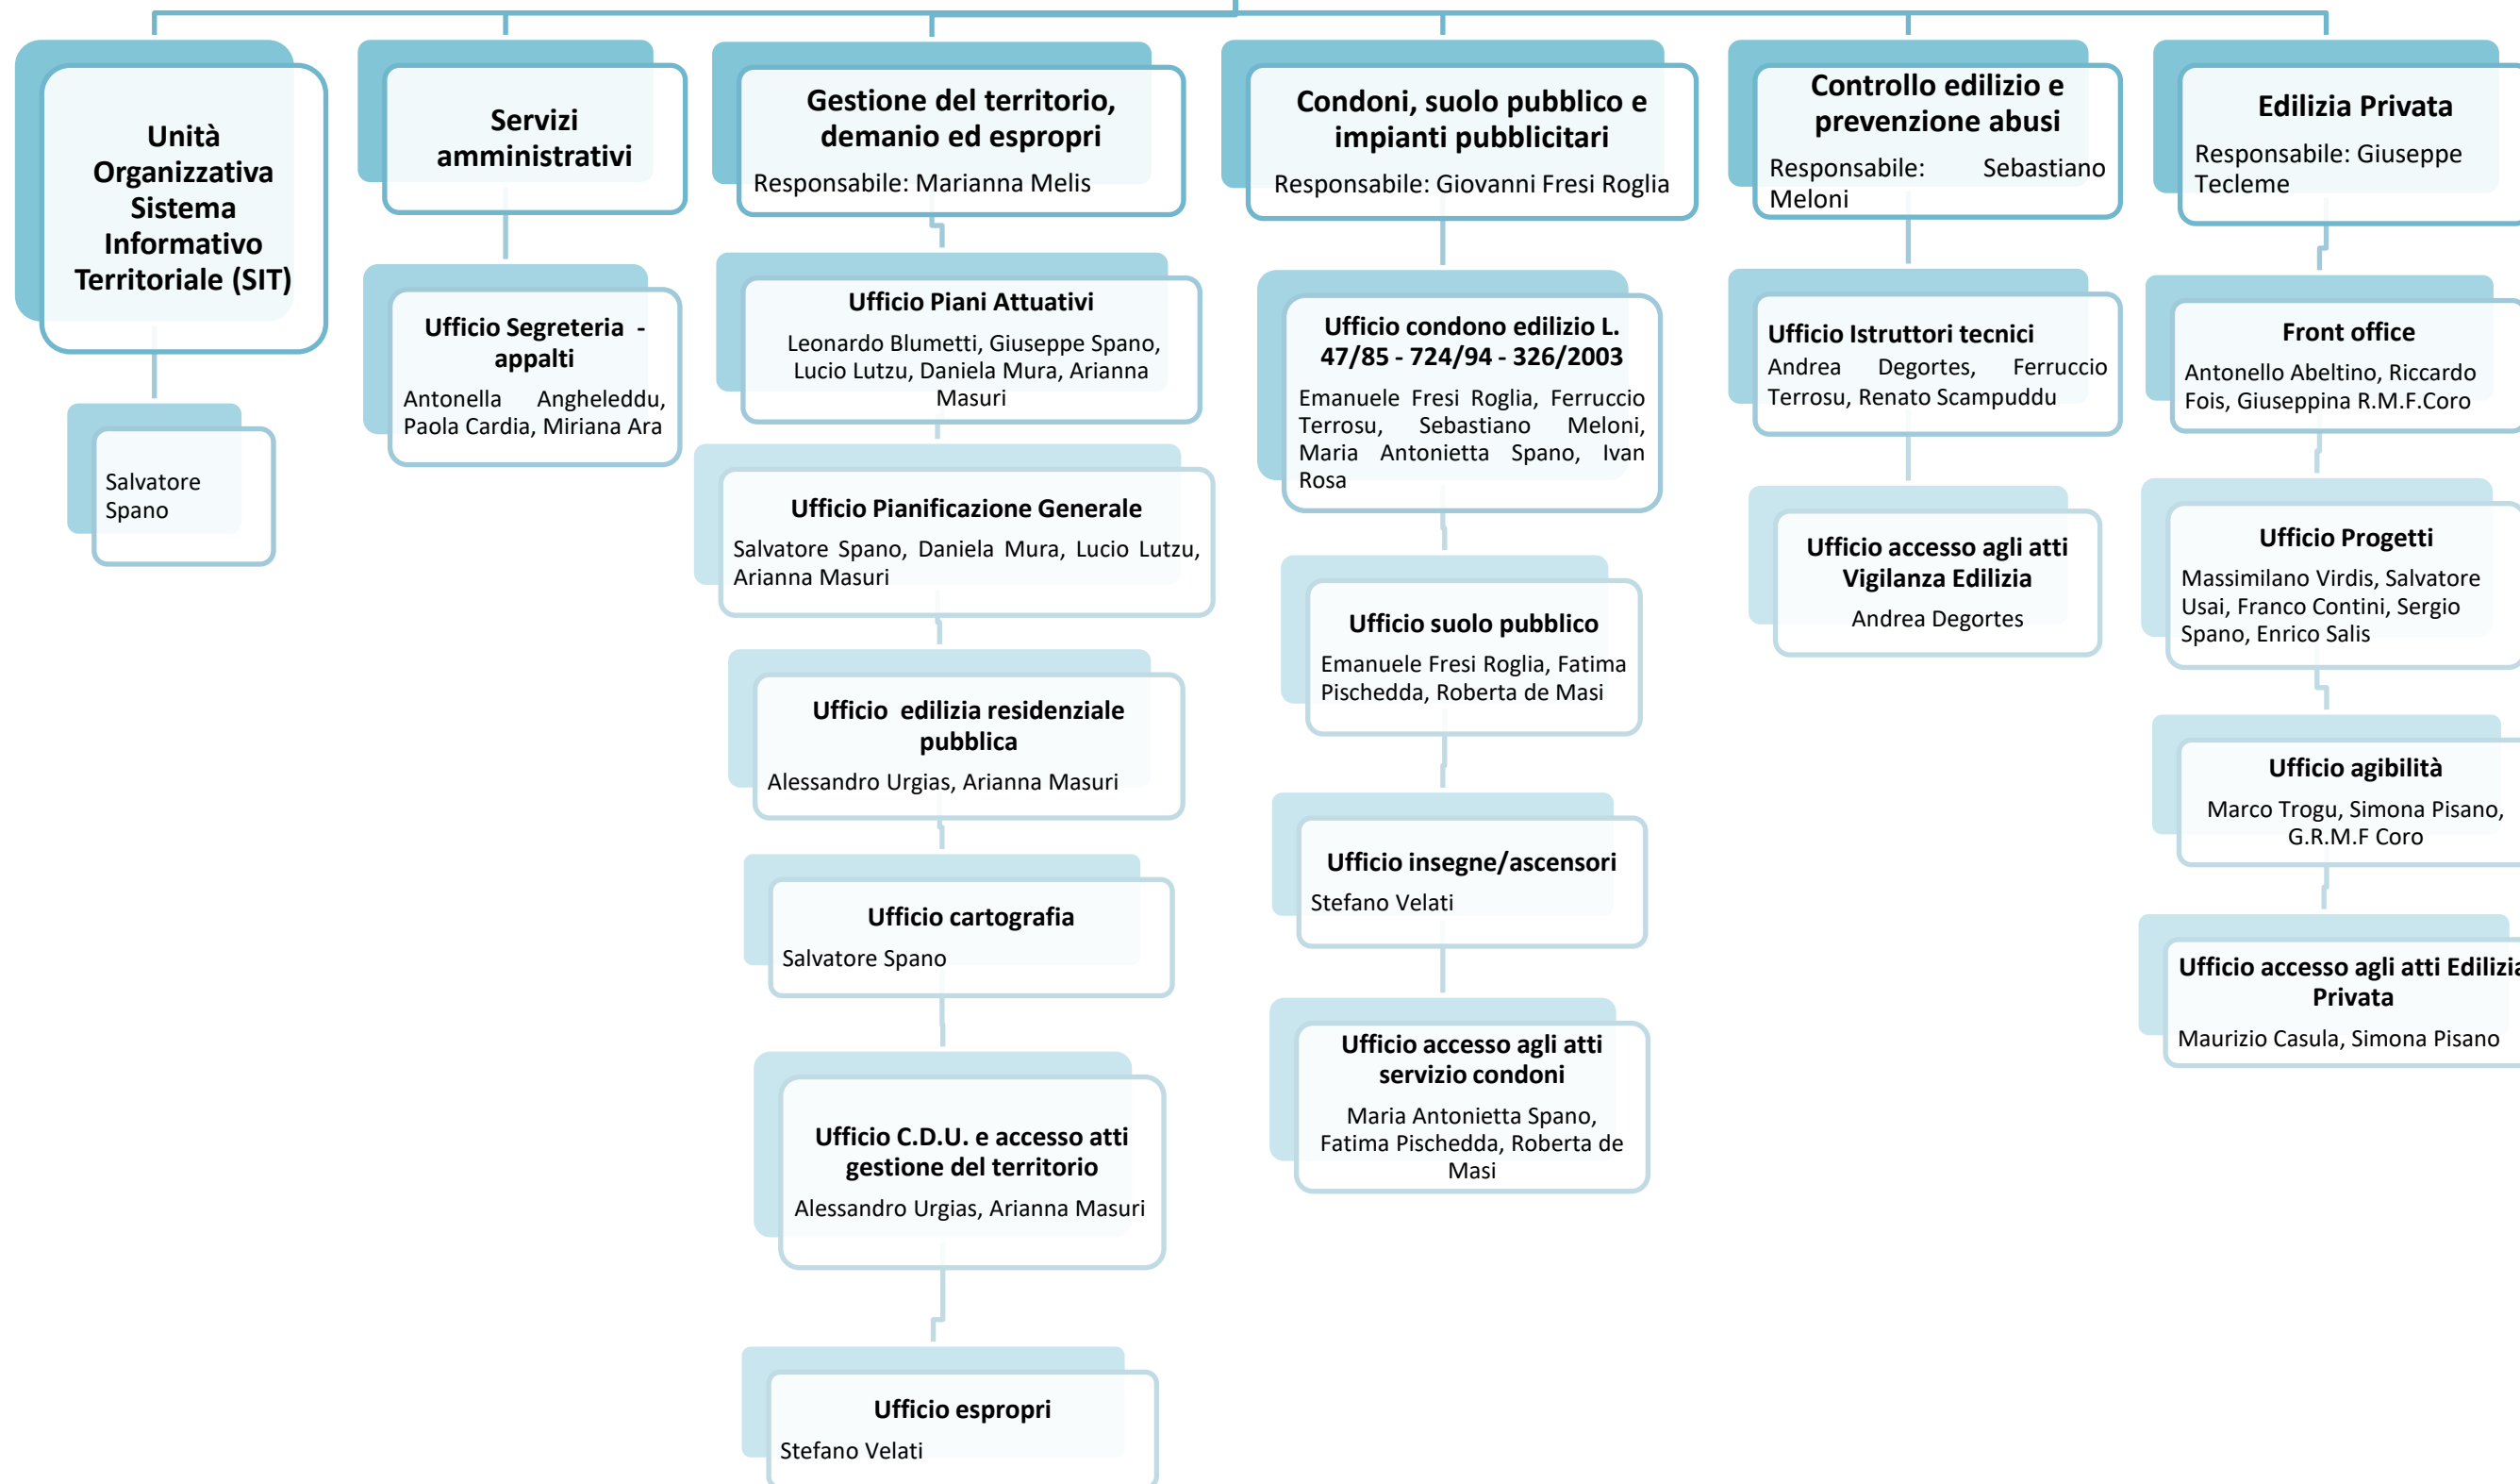 Unità
Organizzativa
Sistema
Informativo
Territoriale (SIT)
Salvatore
Spano
Servizi
amministrativi
Ufficio Segreteria -
appalti
Antonella Angheleddu,
Paola Cardia, Miriana Ara
Gestione del territorio,
demanio ed espropri
Responsabile: Marianna Melis
Ufficio Piani Attuativi
Leonardo Blumetti, Giuseppe Spano,
Lucio Lutzu, Daniela Mura, Arianna
Masuri
Ufficio Pianificazione Generale
Salvatore Spano, Daniela Mura, Lucio Lutzu,
Arianna Masuri
Ufficio edilizia residenziale
pubblica
Alessandro Urgias, Arianna Masuri
Ufficio cartografia
Salvatore Spano
Ufficio C.D.U. e accesso atti
gestione del territorio
Alessandro Urgias, Arianna Masuri
Ufficio espropri
Stefano Velati
Condoni, suolo pubblico e
impianti pubblicitari
Responsabile: Giovanni Fresi Roglia
Ufficio condono edilizio L.
47/85 - 724/94 - 326/2003
Emanuele Fresi Roglia, Ferruccio
Terrosu, Sebastiano Meloni,
Maria Antonietta Spano, Ivan
Rosa
Ufficio suolo pubblico
Emanuele Fresi Roglia, Fatima
Pischedda, Roberta de Masi
Ufficio insegne/ascensori
Stefano Velati
Ufficio accesso agli atti
servizio condoni
Maria Antonietta Spano,
Fatima Pischedda, Roberta de
Masi
Controllo edilizio e
prevenzione abusi
Responsabile: Sebastiano
Meloni
Ufficio Istruttori tecnici
Andrea Degortes, Ferruccio
Terrosu, Renato Scampuddu
Ufficio accesso agli atti
Vigilanza Edilizia
Andrea Degortes
Edilizia Privata
Responsabile: Giuseppe
Tecleme
Front office
Antonello Abeltino, Riccardo
Fois, Giuseppina R.M.F.Coro
Ufficio Progetti
Massimilano Virdis, Salvatore
Usai, Franco Contini, Sergio
Spano, Enrico Salis
Ufficio agibilità
Marco Trogu, Simona Pisano,
G.R.M.F Coro
Ufficio accesso agli atti Edilizia
Privata
Maurizio Casula, Simona Pisano